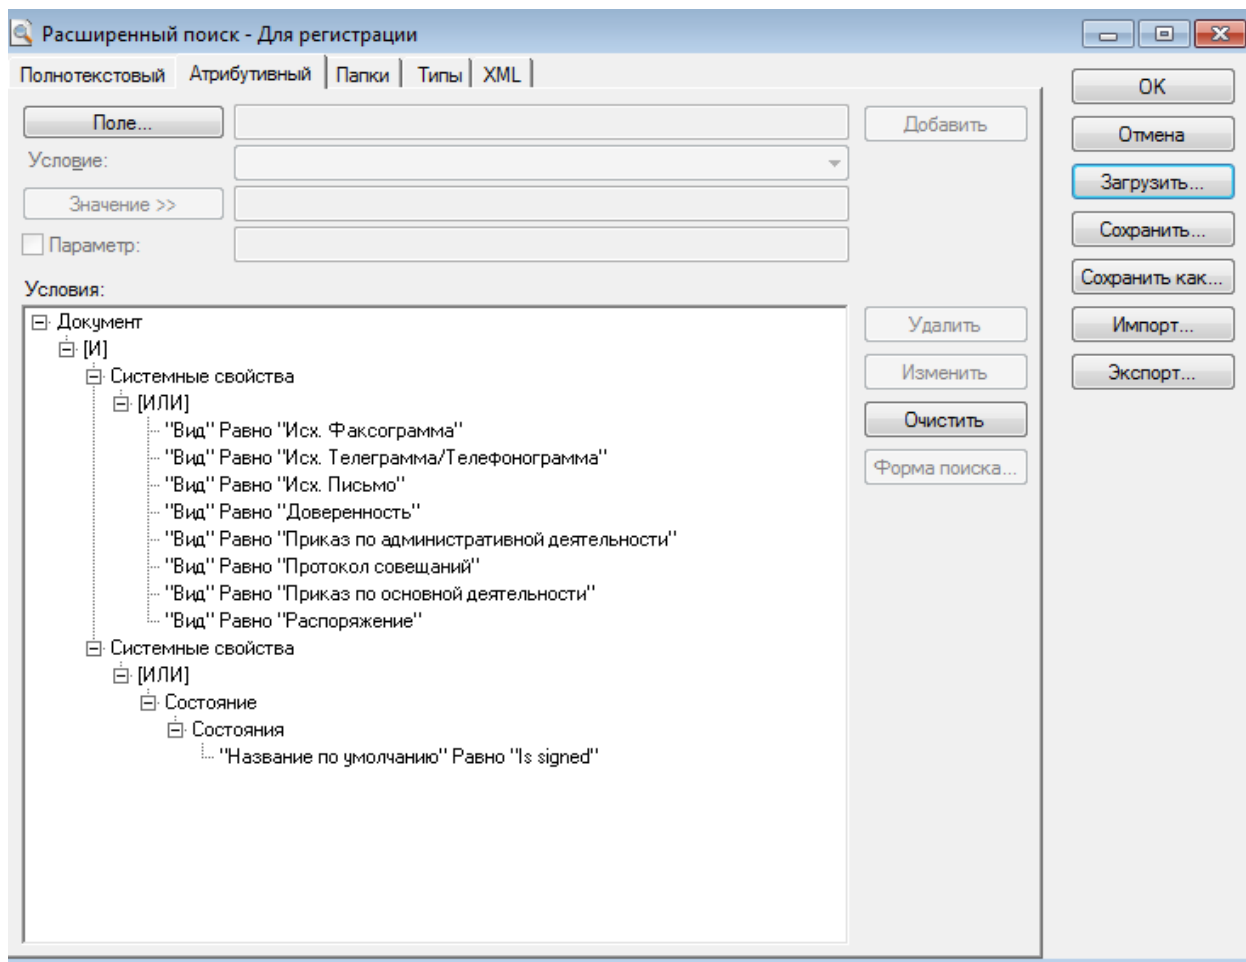 Расширенный поиск - Для регистрации
Полнотекстовый Атрибутивный Папки Типы XML
Поле...
Добавить
Условие:
Значение >>
Параметр:
Условия:
Документ
[И]
Системные свойства
[ИЛИ]
"Вид" Равно "Исх. Факсограмма"
"Вид" Равно "Исх. Телеграмма/Телефонограмма"
"Вид" Равно "Исх. Письмо"
"Вид" Равно "Доверенность"
"Вид" Равно "Приказ по административной деятельности"
"Вид" Равно "Протокол совещаний"
"Вид" Равно "Приказ по основной деятельности"
"Вид" Равно "Распоряжение"
Системные свойства
[ИЛИ]
Состояние
Состояния
"Название по умолчанию" Равно "Is signed"
Удалить
Изменить
Очистить
Форма поиска...
OK
Отмена
Загрузить...
Сохранить...
Сохранить как...
Импорт...
Экспорт...